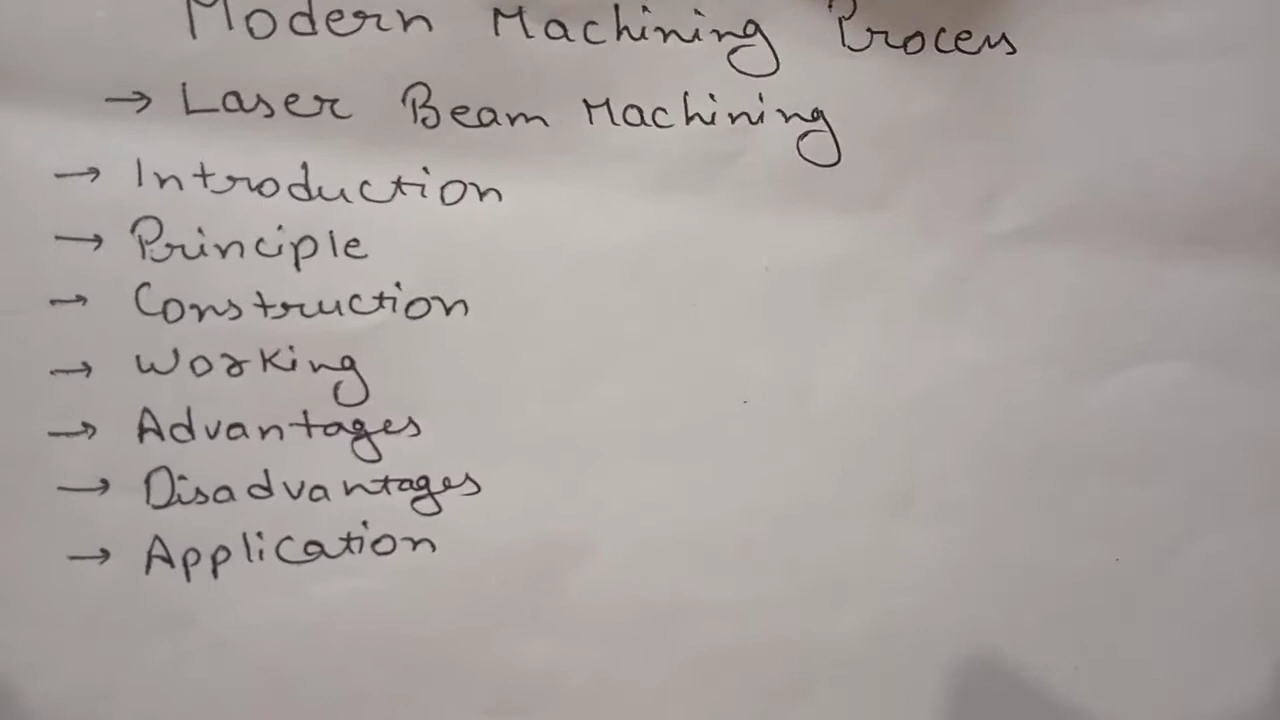 Modern Machining Process
→ Laser Beam Machining
→ Introduction
→ Principle
→ Construction
→ Working
→ Advantages
→ Disadvantages
→ Application